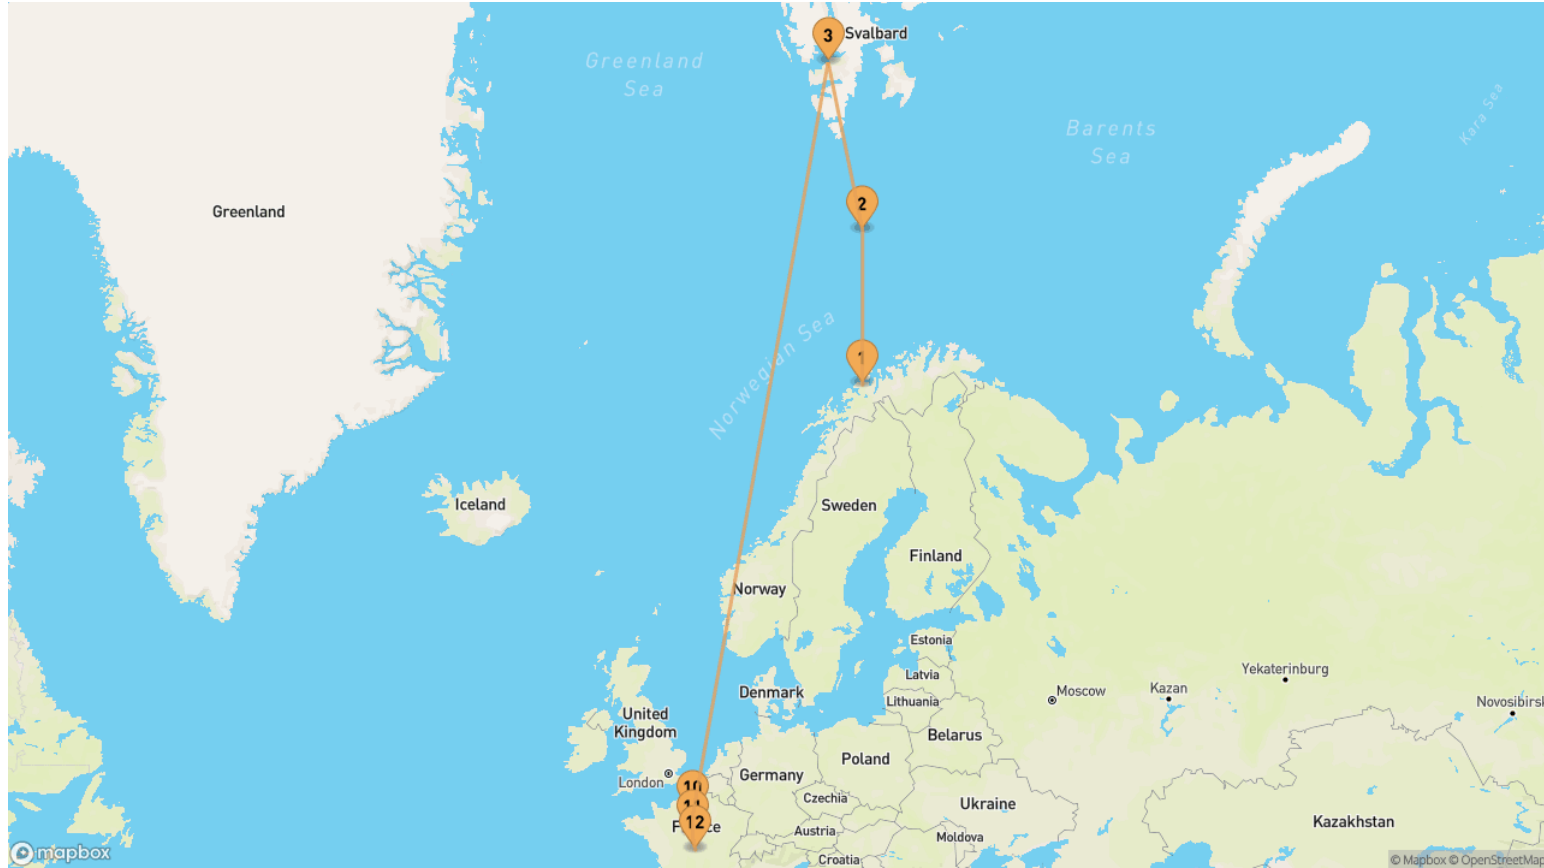 3
Svalbard
Greenland
Sea
Kara Sea
Barents
Sea
Greenland
2
Norwegian Sea
1
Iceland
Sweden
Finland
Norway
Estonia
Yekaterinburg
Latvia
Denmark
Moscow
Kazan
Lithuania
Novosibirsk
United
Kingdom
Belarus
Poland
Germany
London
10
Czechia
11
Ukraine
12
Kazakhstan
Austria
Moldova
Croatia
mapbox
© Mapbox © OpenStreetMap